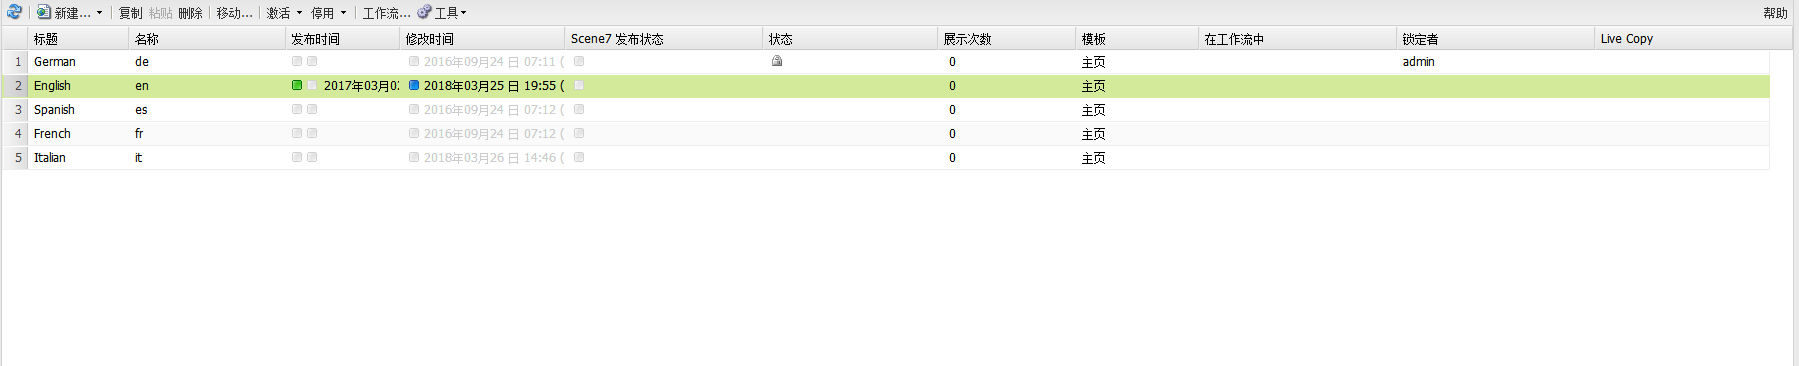 新建... 复制 粘贴 删除 移动... 激活 停用 工作流... 工具 帮助
标题 名称 发布时间 修改时间 Scene7 发布状态 状态 展示次数 模板 在工作流中 锁定者 Live Copy
1 German de 2016年09月24 日 07:11 ( 0 主页 admin
2 English en 2017年03月02 2018年03月25 日 19:55 ( 0 主页
3 Spanish es 2016年09月24 日 07:12 ( 0 主页
4 French fr 2016年09月24 日 07:12 ( 0 主页
5 Italian it 2018年03月26 日 14:46 ( 0 主页